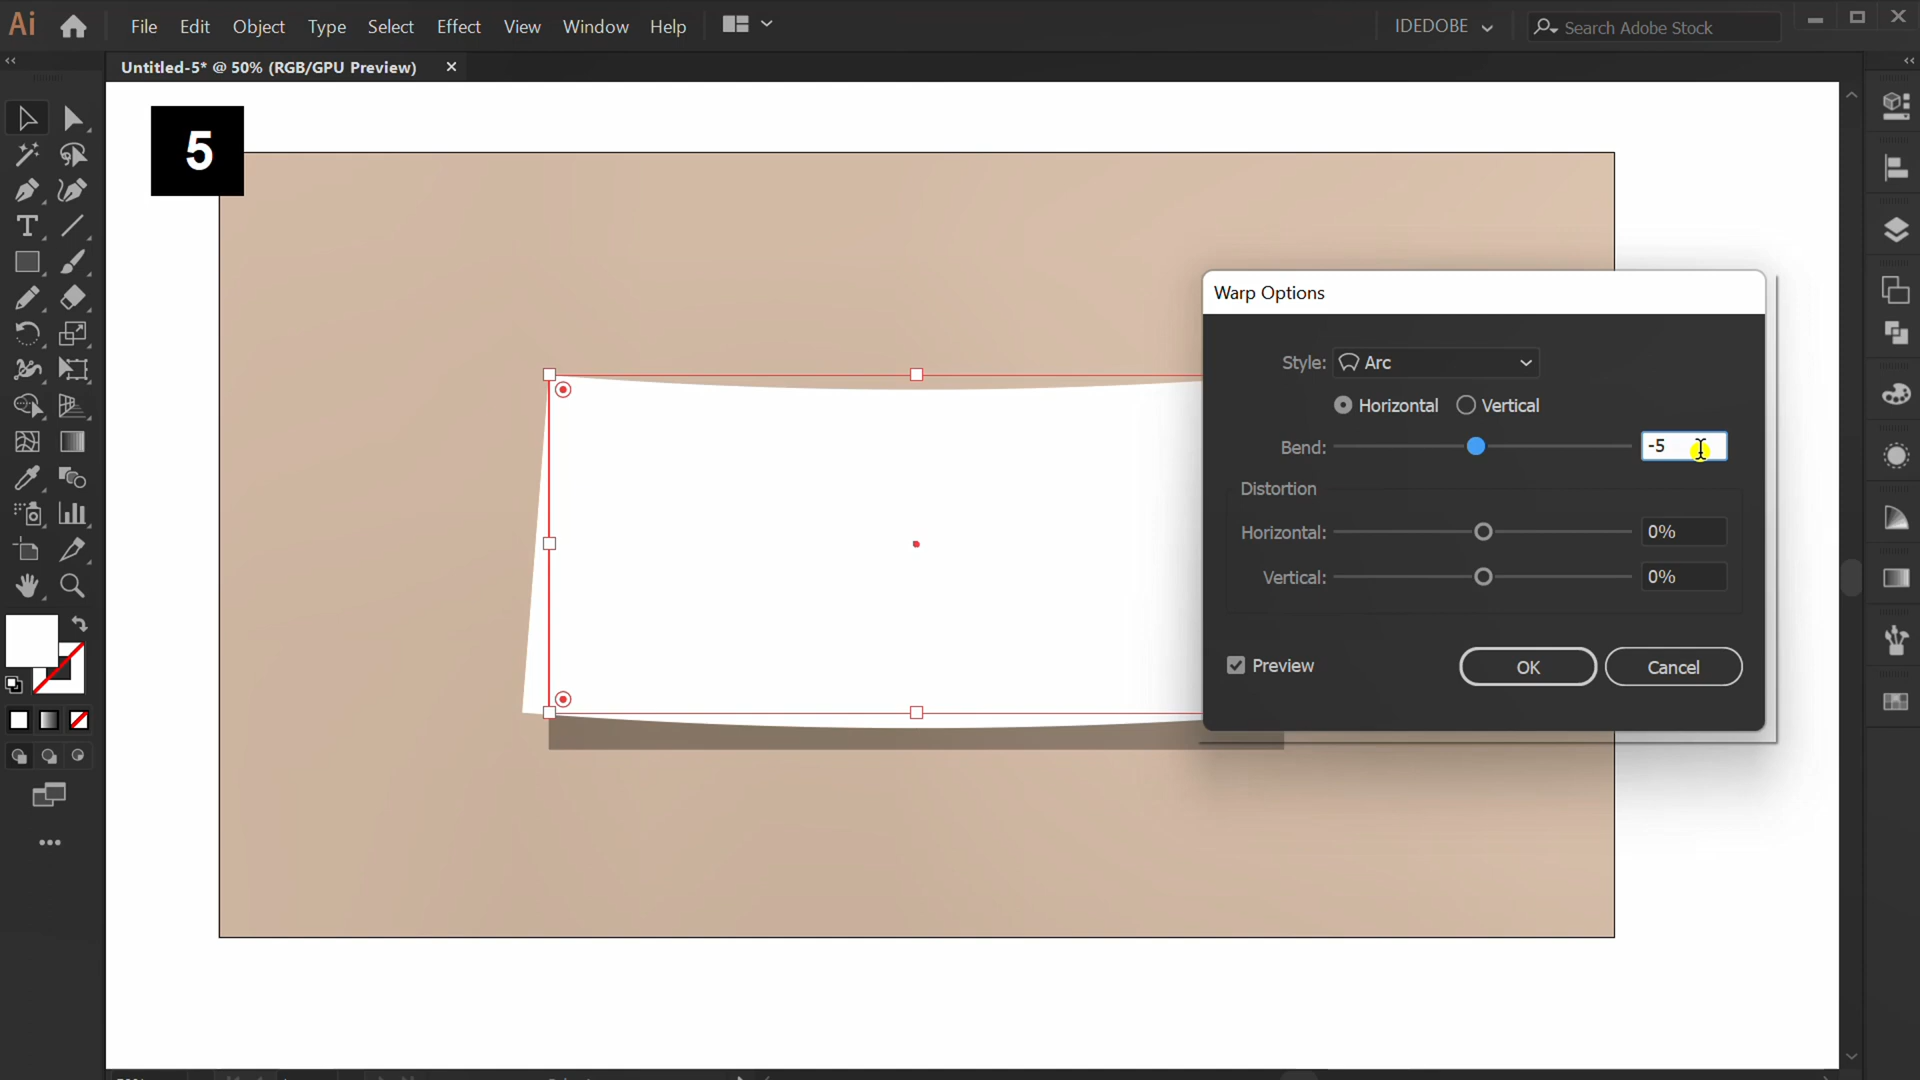 Ai File Edit Object Type Select Effect View Window Help IDEDOBE Search Adobe Stock
Untitled-5* @ 50% (RGB/GPU Preview)
5
Warp Options
Style: Arc
Horizontal Vertical
Bend: -5
Distortion
Horizontal: 0%
Vertical: 0%
Preview OK Cancel